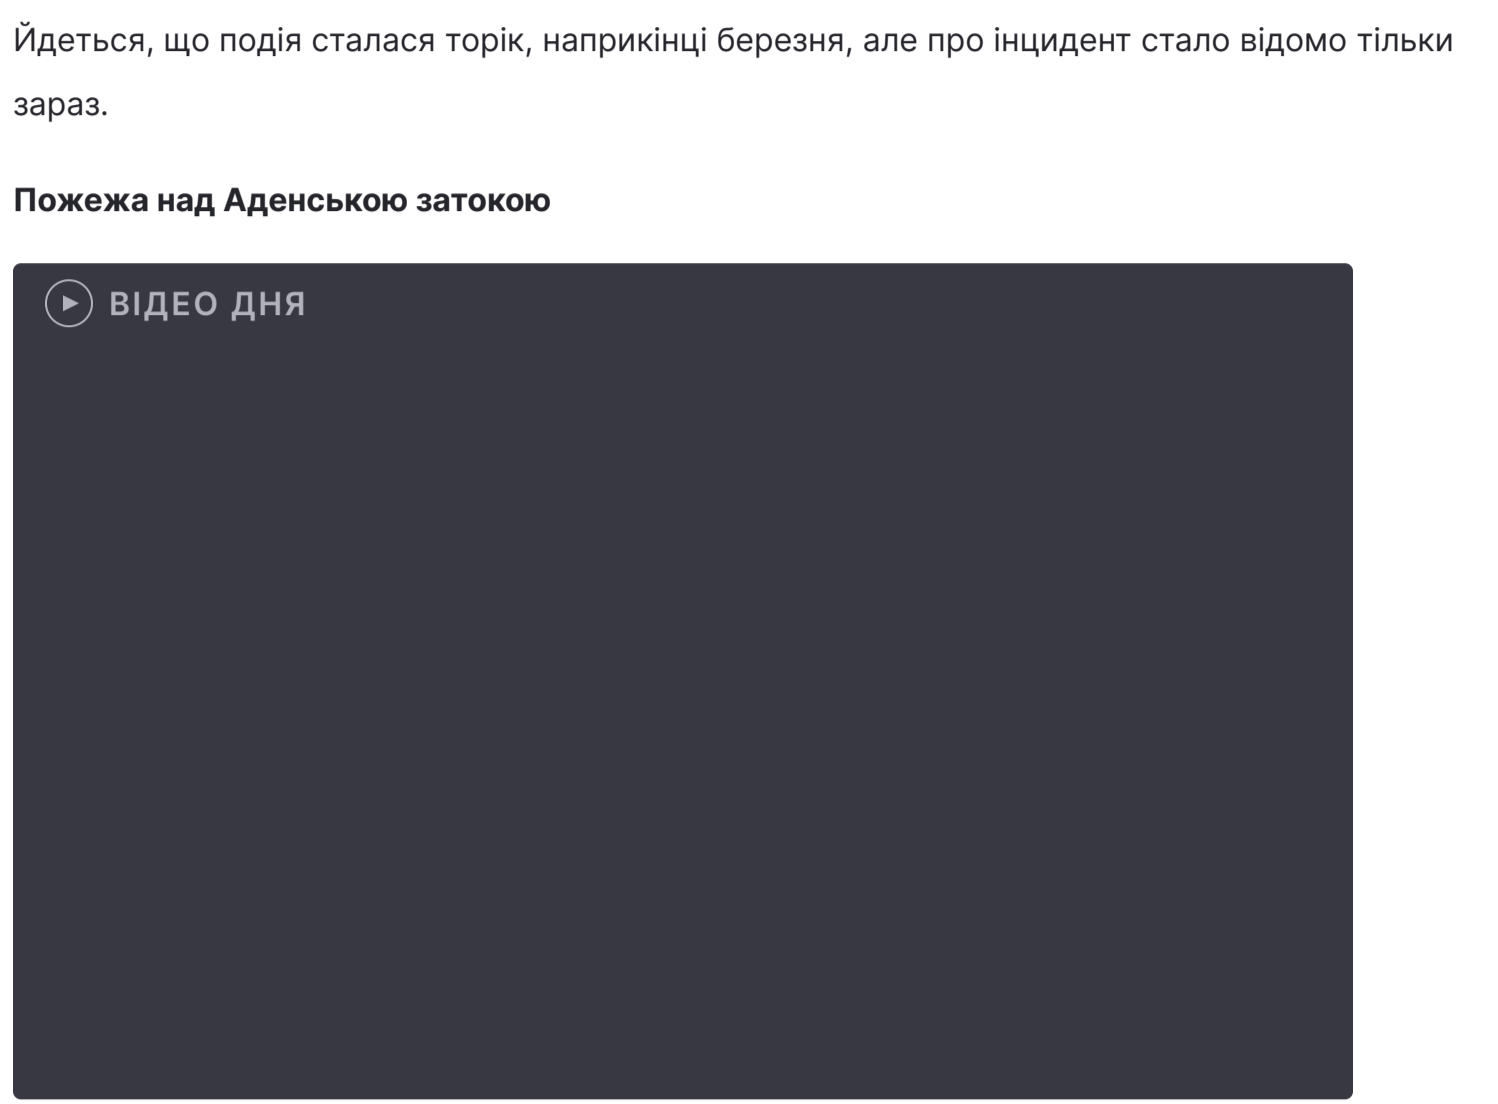 Йдеться, що подія сталася торік, наприкінці березня, але про інцидент стало відомо тільки
зараз.
Пожежа над Аденською затокою
ВІДЕО ДНЯ